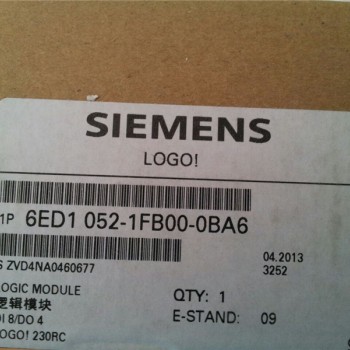 SIEMENS
LOGO!
1P 6ED1 052-1FB00-0BA6
S ZVD4NA0460677
04.2013
3252
OGIC MODULE
逻辑模块
DI 8/DO 4
LOGO! 230RC
QTY: 1
E-STAND: 09